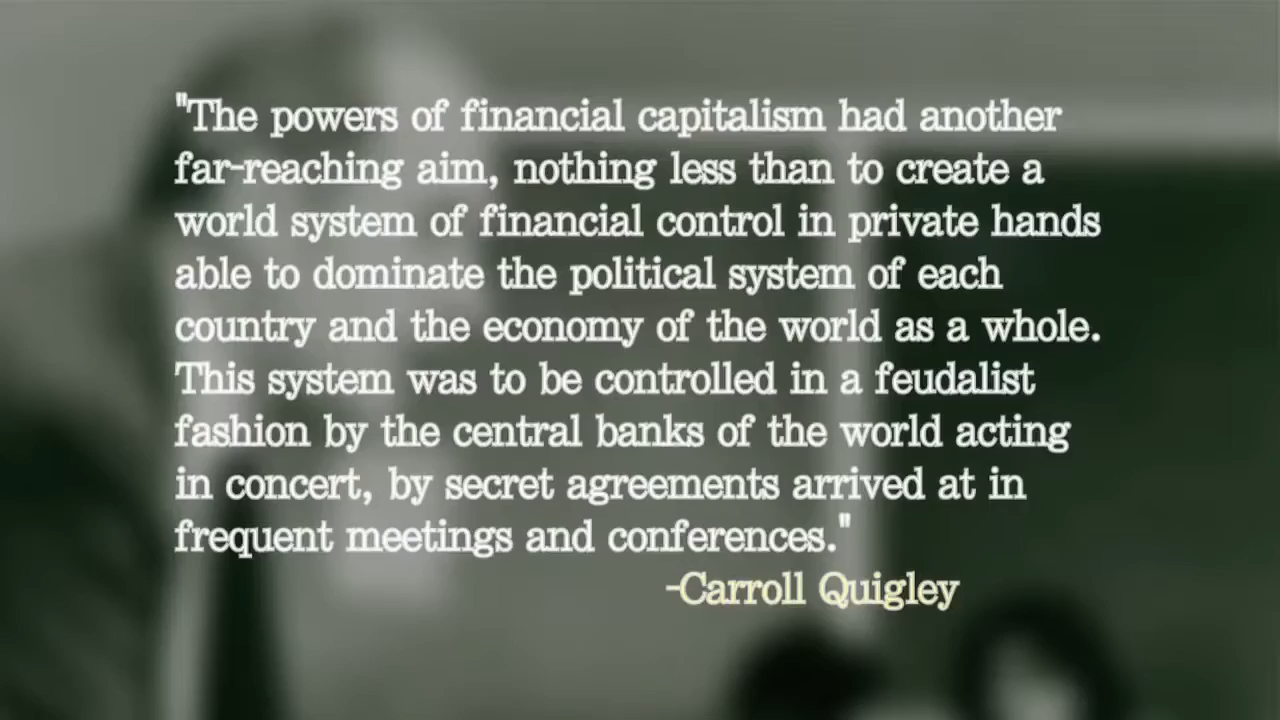 "The powers of financial capitalism had another
far-reaching aim, nothing less than to create a
world system of financial control in private hands
able to dominate the political system of each
country and the economy of the world as a whole.
This system was to be controlled in a feudalist
fashion by the central banks of the world acting
in concert, by secret agreements arrived at in
frequent meetings and conferences."
-Carroll Quigley